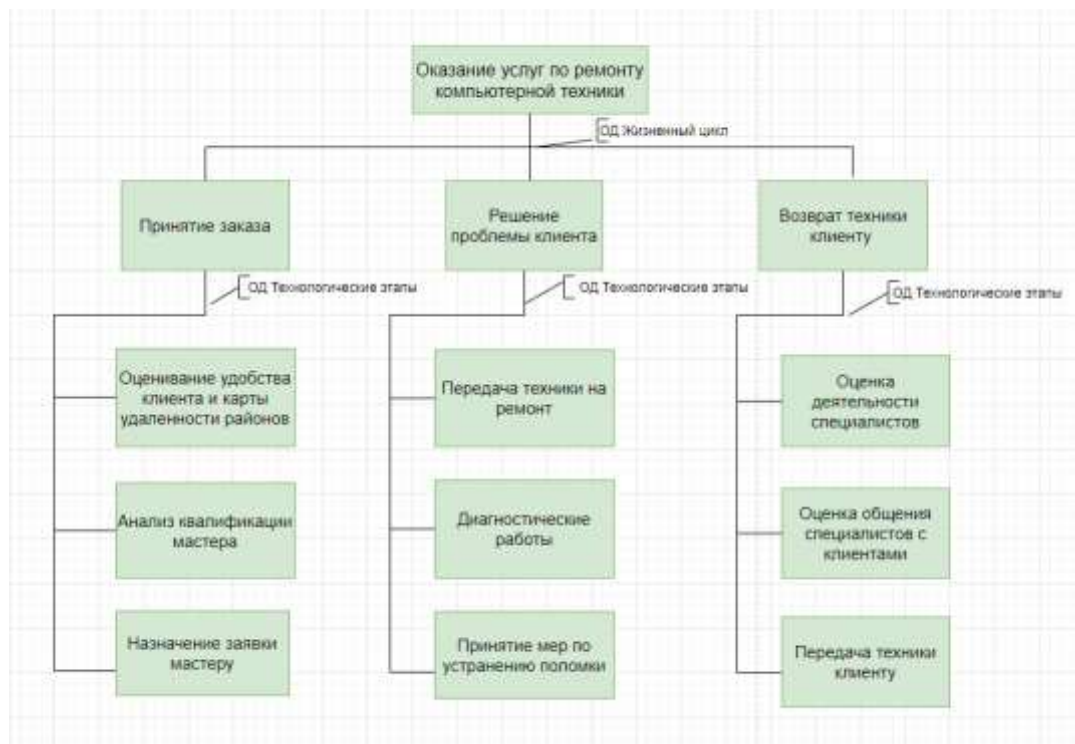 Оказание услуг по ремонту
компьютерной техники
ОД Жизненный цикл
Принятие заказа
Решение
проблемы клиента
Возврат техники
клиенту
ОД Технологические этапы
ОД Технологические этапы
ОД Технологические этапы
Оценивание удобства
клиента и карты
удаленности районов
Передача техники на
ремонт
Оценка
деятельности
специалистов
Анализ квалификации
мастера
Диагностические
работы
Оценка общения
специалистов с
клиентами
Назначение заявки
мастеру
Принятие мер по
устранению поломки
Передача техники
клиенту